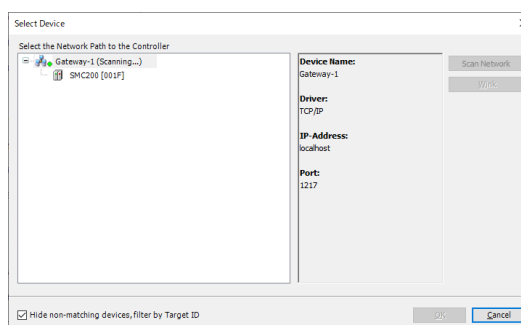 Select Device
Select the Network Path to the Controller
Gateway-1 (Scanning...)
SMC200 [001F]
Device Name:
Gateway-1
Driver:
TCP/IP
IP-Address:
localhost
Port:
1217
Scan Network
Wink
Hide non-matching devices, filter by Target ID
OK
Cancel